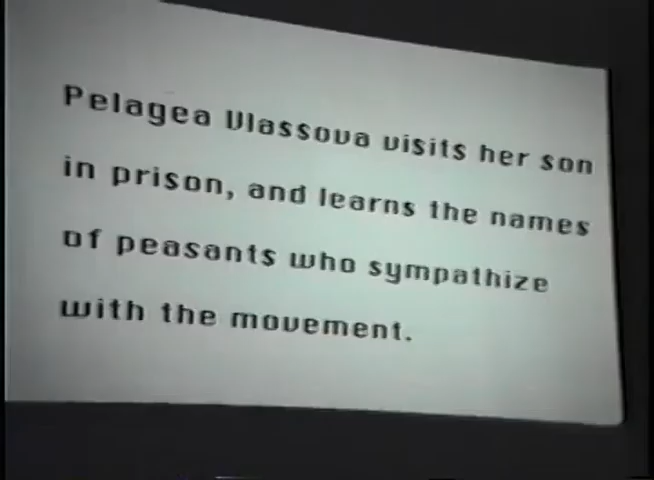 Pelagea Vlassova visits her son
in prison, and learns the names
of peasants who sympathize
with the movement.